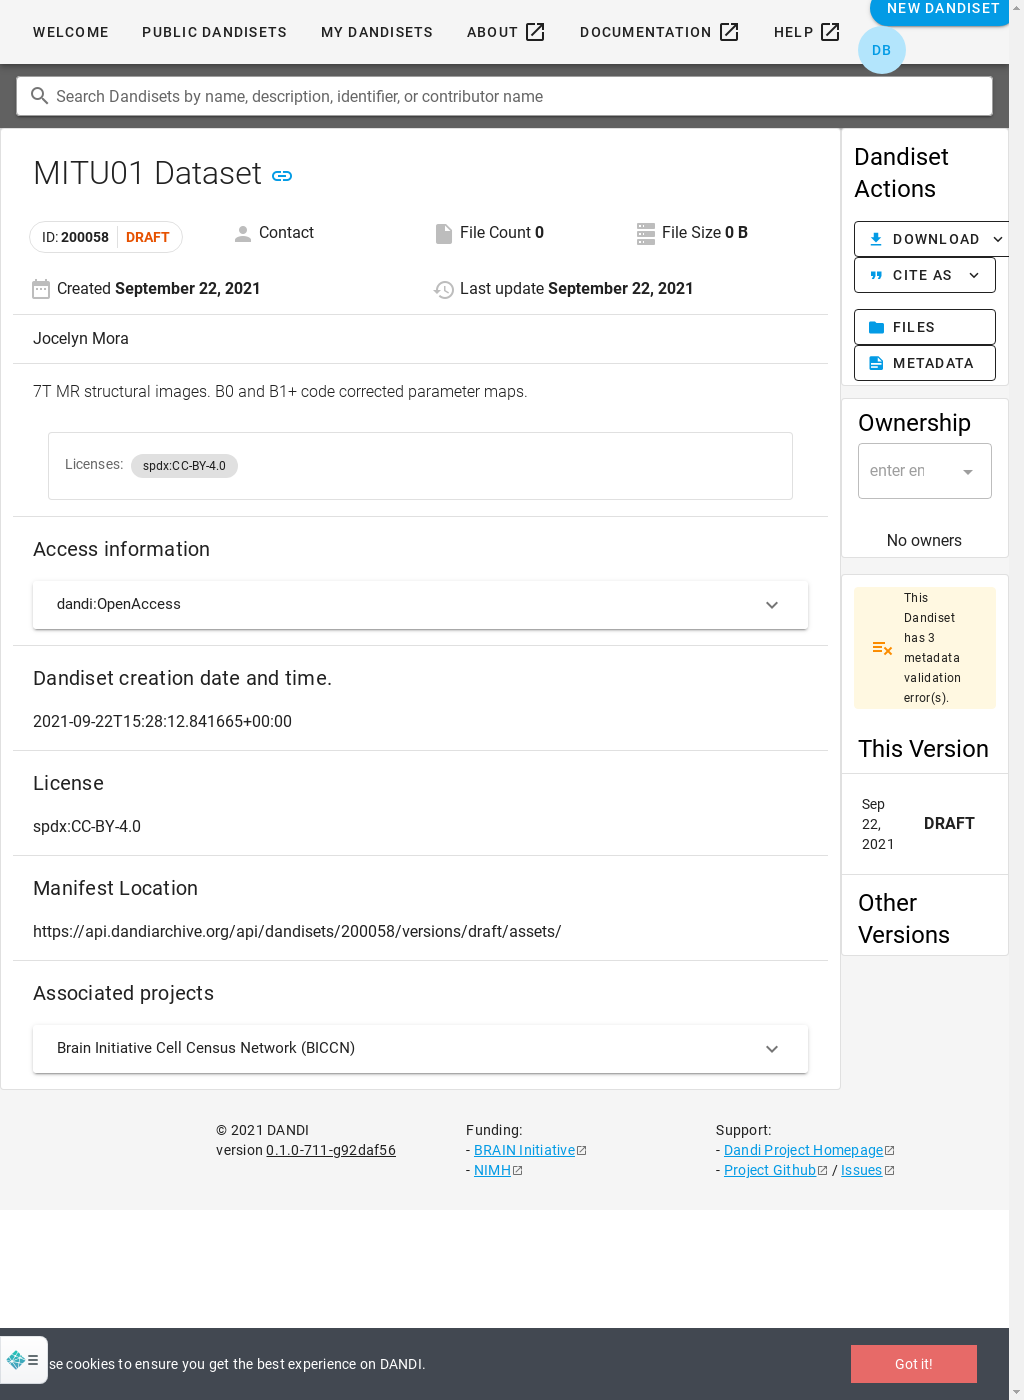 WELCOME
PUBLIC DANDISETS
MY DANDISETS
ABOUT
DOCUMENTATION
HELP
NEW DANDISET
DB
Search Dandisets by name, description, identifier, or contributor name
MITU01 Dataset
ID: 200058 DRAFT
Contact
File Count 0
File Size 0 B
Created September 22, 2021
Last update September 22, 2021
Jocelyn Mora
7T MR structural images. B0 and B1+ code corrected parameter maps.
Licenses: spdx:CC-BY-4.0
Access information
dandi:OpenAccess
Dandiset creation date and time.
2021-09-22T15:28:12.841665+00:00
License
spdx:CC-BY-4.0
Manifest Location
https://api.dandiarchive.org/api/dandisets/200058/versions/draft/assets/
Associated projects
Brain Initiative Cell Census Network (BICCN)
Dandiset
Actions
DOWNLOAD
CITE AS
FILES
METADATA
Ownership
enter en
No owners
This
Dandiset
has 3
metadata
validation
error(s).
This Version
Sep
22,
2021
DRAFT
Other
Versions
© 2021 DANDI
version 0.1.0-711-g92daf56
Funding:
- BRAIN Initiative
- NIMH
Support:
- Dandi Project Homepage
- Project Github / Issues
se cookies to ensure you get the best experience on DANDI.
Got it!